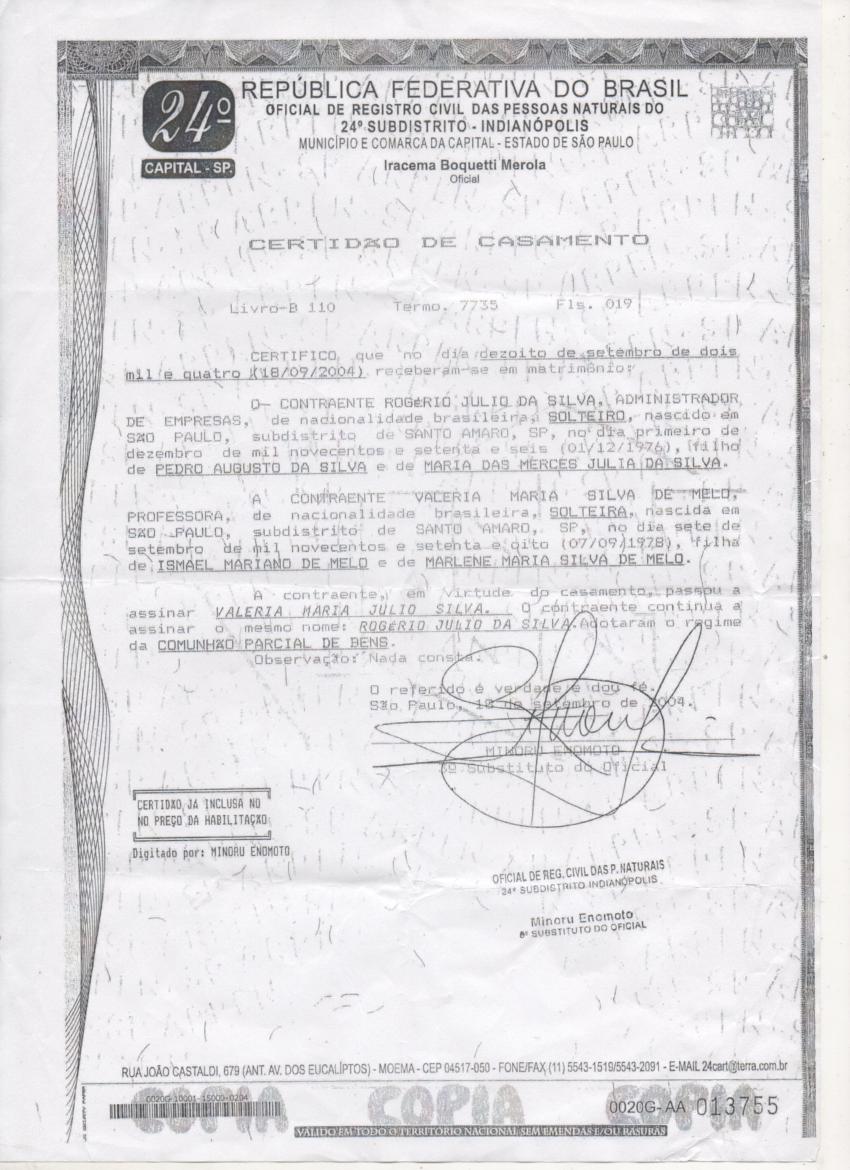 24º
CAPITAL - SP.
REPÚBLICA FEDERATIVA DO BRASIL
OFICIAL DE REGISTRO CIVIL DAS PESSOAS NATURAIS DO
24º SUBDISTRITO - INDIANÓPOLIS
MUNICÍPIO E COMARCA DA CAPITAL - ESTADO DE SÃO PAULO
Iracema Boquetti Merola
Oficial
CERTIDãO DE CASAMENTO
Livro-B 110 Termo. 7735 Fls. 019
CERTIFICO que no dia dezoito de setembro de dois
mil e quatro (18/09/2004) receberam-se em matrimônio:
O CONTRAENTE ROGéRIO JULIO DA SILVA, ADMINISTRADOR
DE EMPRESAS, de nacionalidade brasileira, SOLTEIRO, nascido em
SãO PAULO, subdistrito de SANTO AMARO, SP, no dia primeiro de
dezembro de mil novecentos e setenta e seis (01/12/1976), filho
de PEDRO AUGUSTO DA SILVA e de MARIA DAS MERCES JULIA DA SILVA.
A CONTRAENTE VALERIA MARIA SILVA DE MELO,
PROFESSORA, de nacionalidade brasileira, SOLTEIRA, nascida em
SãO PAULO, subdistrito de SANTO AMARO, SP, no dia sete de
setembro de mil novecentos e setenta e oito (07/09/1978), filha
de ISMAEL MARIANO DE MELO e de MARLENE MARIA SILVA DE MELO.
A contraente, em virtude do casamento, passou a
assinar VALERIA MARIA JULIO SILVA. O contraente continua a
assinar o mesmo nome: ROGéRIO JULIO DA SILVA. Adotaram o regime
da COMUNHãO PARCIAL DE BENS.
Observação: Nada consta.
O referido é verdade e dou fé.
São Paulo, 18 de setembro de 2004.
MINORU ENOMOTO
Substituto do Oficial
CERTIDãO Já INCLUSA NO
NO PREçO DA HABILITAçãO
Digitado por: MINORU ENOMOTO
OFICIAL DE REG. CIVIL DAS P. NATURAIS
24º SUBDISTRITO INDIANÓPOLIS
Minoru Enomoto
SUBSTITUTO DO OFICIAL
RUA JOÃO CASTALDI, 679 (ANT. AV. DOS EUCALÍPTOS) - MOEMA - CEP 04517-050 - FONE/FAX (11) 5543-1519/5543-2091 - E-MAIL 24cart@terra.com.br
0020G-10001-15000-0204
COPIA COPIA COPIA
0020G-AA 013755
VÁLIDO EM TODO O TERRITÓRIO NACIONAL SEM EMENDAS E/OU RASURAS